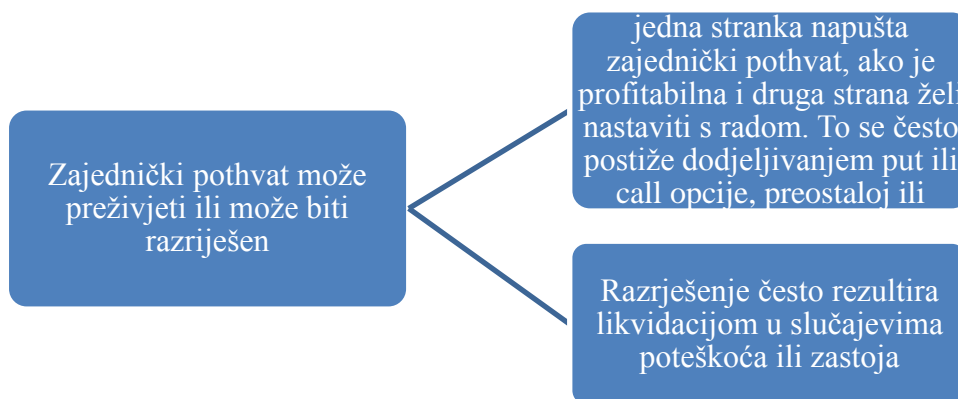 Zajednički pothvat može
preživjeti ili može biti
razriješen
jedna stranka napušta
zajednički pothvat, ako je
profitabilna i druga strana želi
nastaviti s radom. To se često
postiže dodjeljivanjem put ili
call opcije, preostaloj ili
Razrješenje često rezultira
likvidacijom u slučajevima
poteškoća ili zastoja